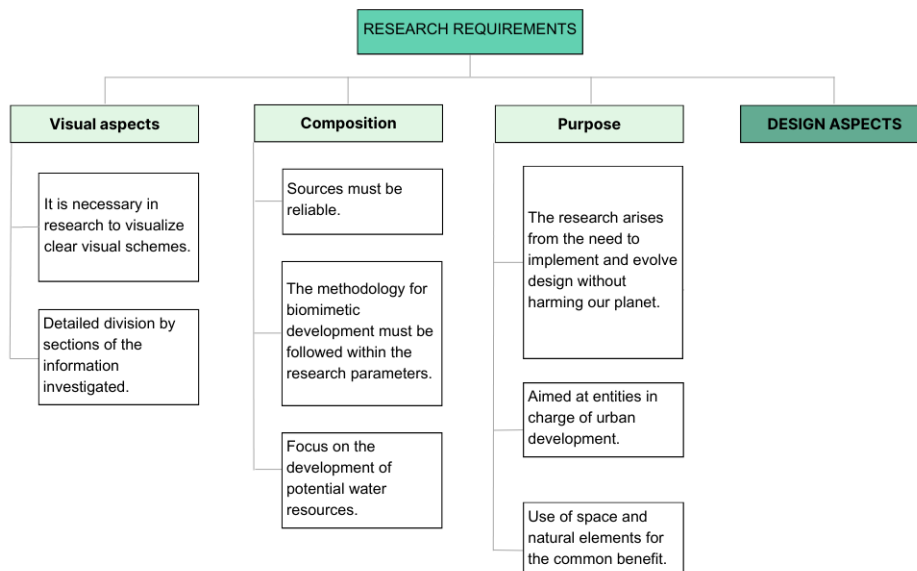 RESEARCH REQUIREMENTS
Visual aspects
Composition
Purpose
DESIGN ASPECTS
It is necessary in
research to visualize
clear visual schemes.
Detailed division by
sections of the
information
investigated.
Sources must be
reliable.
The methodology for
biomimetic
development must be
followed within the
research parameters.
Focus on the
development of
potential water
resources.
The research arises
from the need to
implement and evolve
design without
harming our planet.
Aimed at entities in
charge of urban
development.
Use of space and
natural elements for
the common benefit.